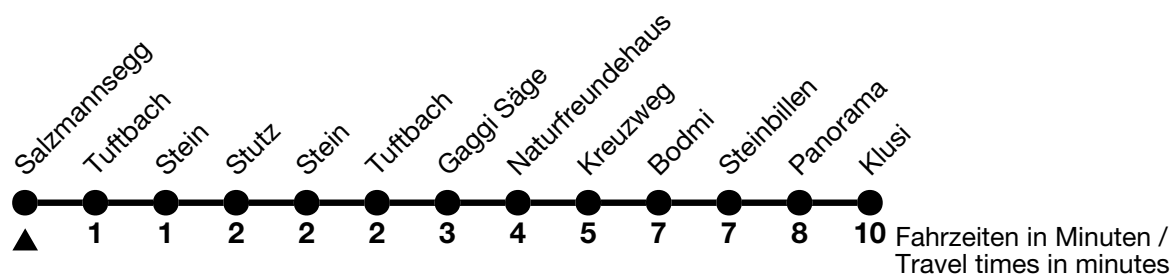 Salzmannsegg
Tuftbach
Stein
Stutz
Stein
Tuftbach
Gaggi Säge
Naturfreundehaus
Kreuzweg
Bodmi
Steinbillen
Panorama
Klusi
1 1 2 2 2 3 4 5 7 7 8 10
Fahrzeiten in Minuten /
Travel times in minutes